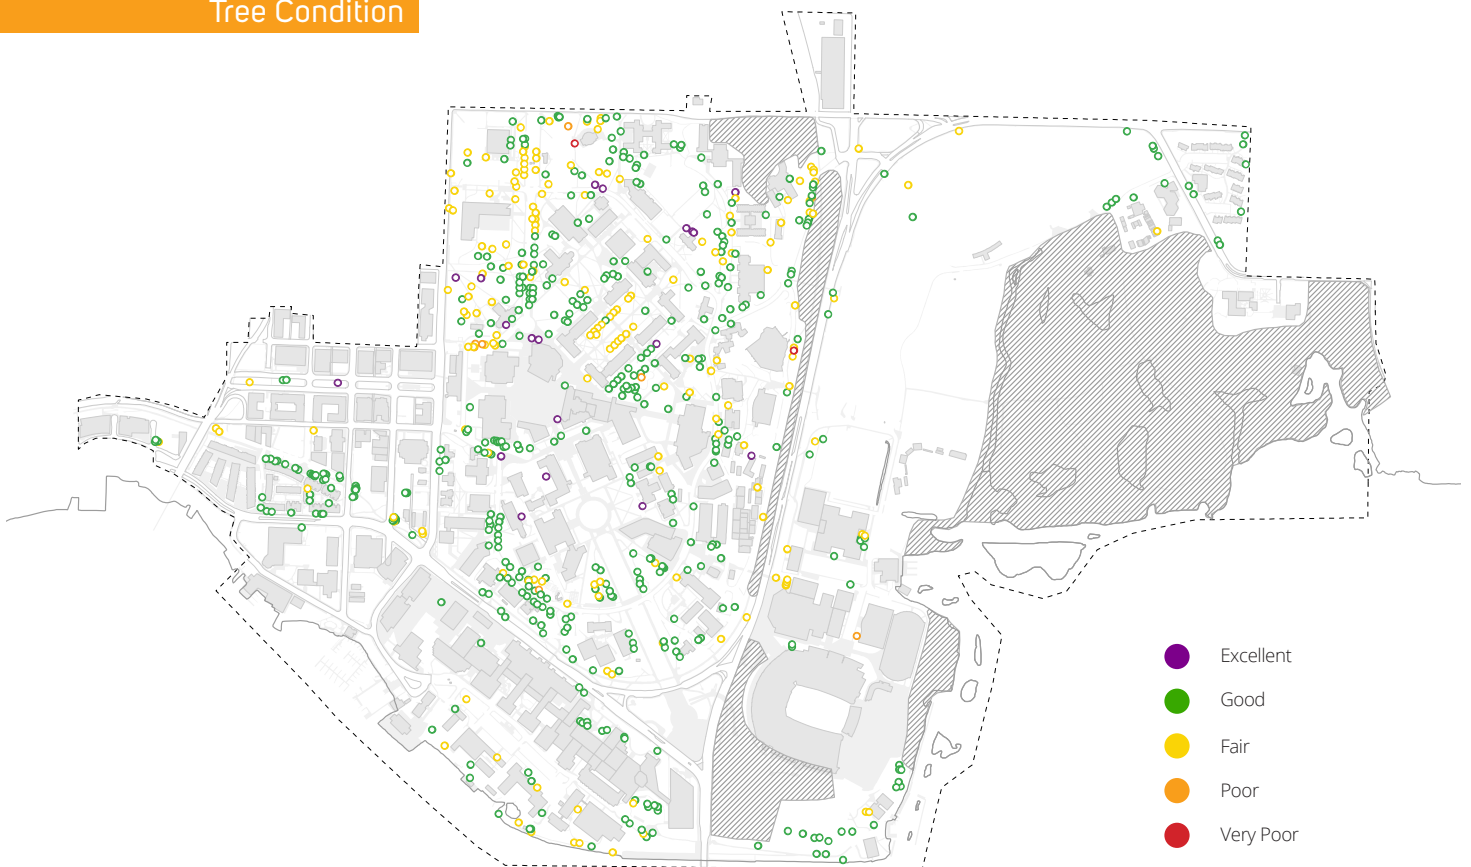 Tree Condition
Excellent
Good
Fair
Poor
Very Poor